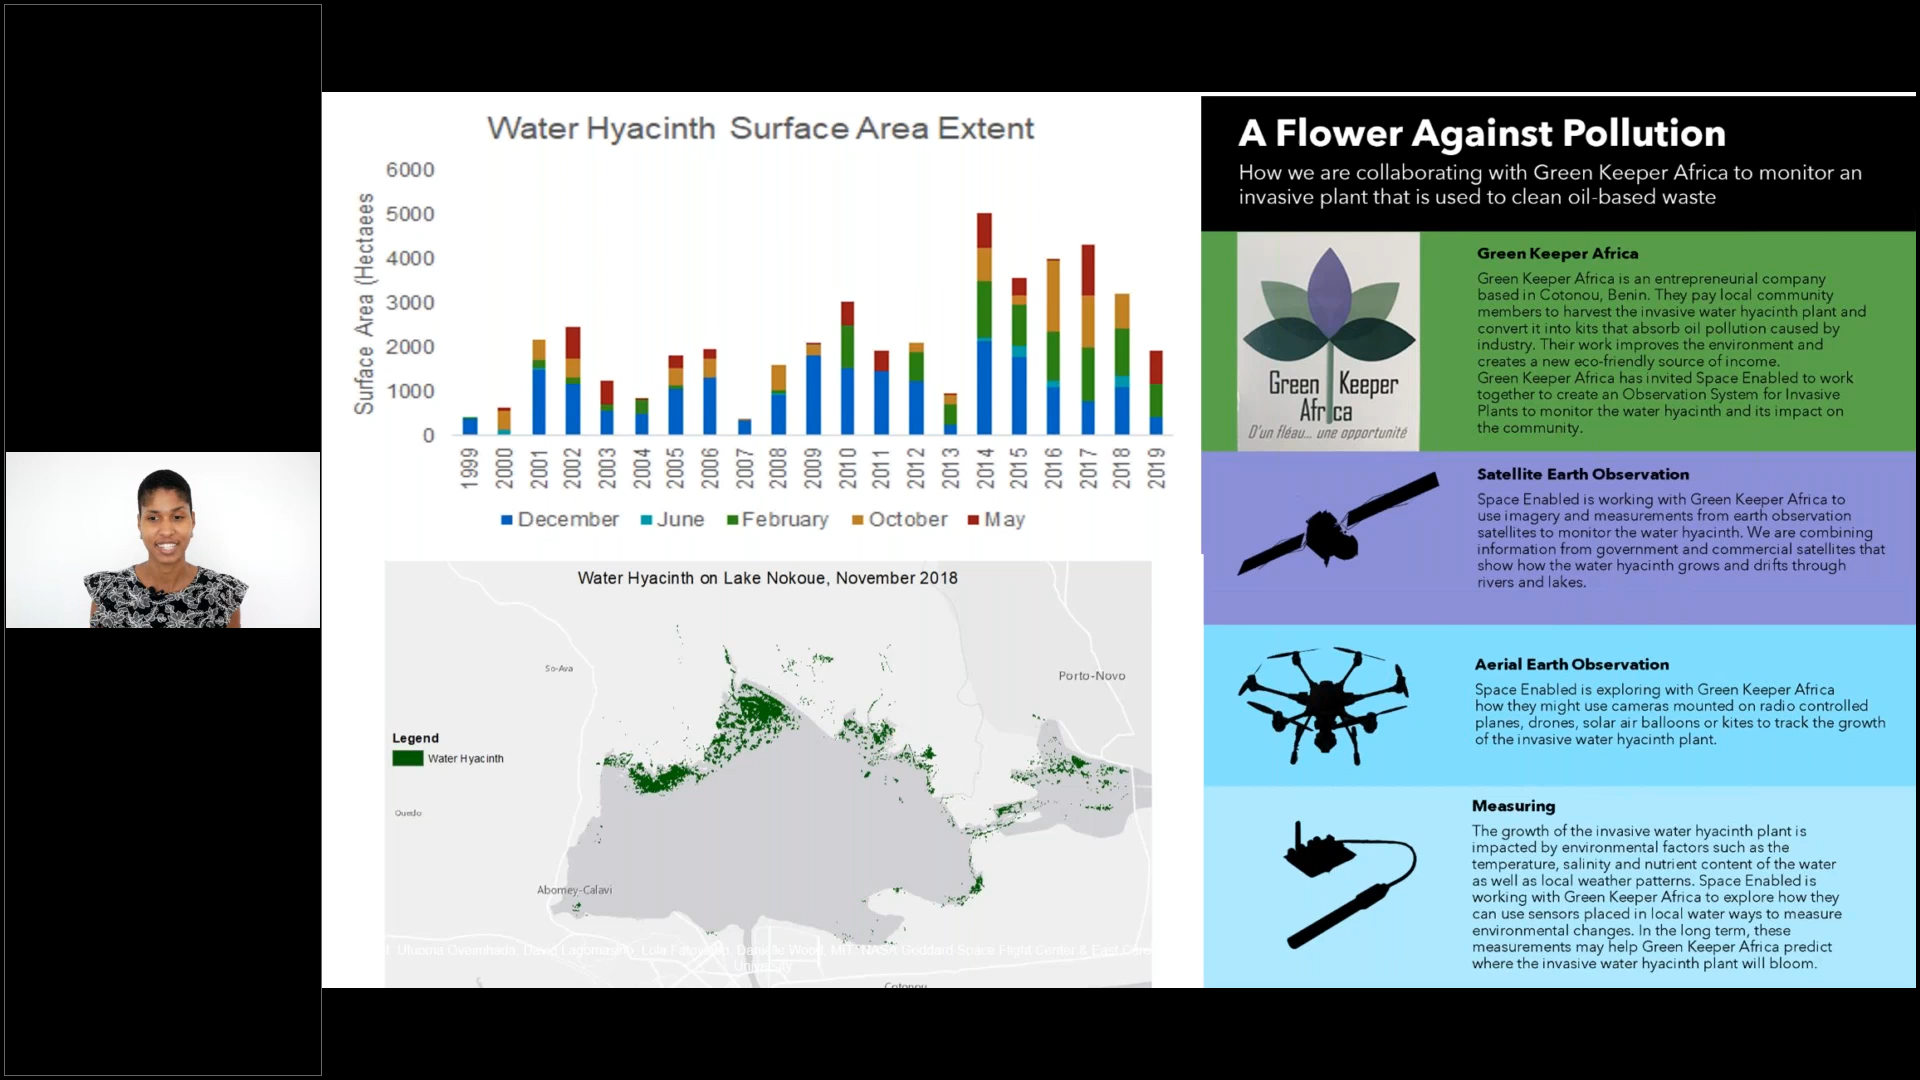 Water Hyacinth Surface Area Extent
Surface Area (Hectaees
6000
5000
4000
3000
2000
1000
0
1999 2000 2001 2002 2003 2004 2005 2006 2007 2008 2009 2010 2011 2012 2013 2014 2015 2016 2017 2018 2019
December June February October May
Water Hyacinth on Lake Nokoue, November 2018
So-Ava
Porto-Novo
Legend
Water Hyacinth
Ouedo
Abomey-Calavi
Danielle Wood, MIT, NASA Goddard Space Flight Center & East
University
Cotonou
A Flower Against Pollution
How we are collaborating with Green Keeper Africa to monitor an
invasive plant that is used to clean oil-based waste
Green Keeper
Africa
D'un fléau... une opportunité
Green Keeper Africa
Green Keeper Africa is an entrepreneurial company
based in Cotonou, Benin. They pay local community
members to harvest the invasive water hyacinth plant and
convert it into kits that absorb oil pollution caused by
industry. Their work improves the environment and
creates a new eco-friendly source of income.
Green Keeper Africa has invited Space Enabled to work
together to create an Observation System for Invasive
Plants to monitor the water hyacinth and its impact on
the community.
Satellite Earth Observation
Space Enabled is working with Green Keeper Africa to
use imagery and measurements from earth observation
satellites to monitor the water hyacinth. We are combining
information from government and commercial satellites that
show how the water hyacinth grows and drifts through
rivers and lakes.
Aerial Earth Observation
Space Enabled is exploring with Green Keeper Africa
how they might use cameras mounted on radio controlled
planes, drones, solar air balloons or kites to track the growth
of the invasive water hyacinth plant.
Measuring
The growth of the invasive water hyacinth plant is
impacted by environmental factors such as the
temperature, salinity and nutrient content of the water
as well as local weather patterns. Space Enabled is
working with Green Keeper Africa to explore how they
can use sensors placed in local water ways to measure
environmental changes. In the long term, these
measurements may help Green Keeper Africa predict
where the invasive water hyacinth plant will bloom.